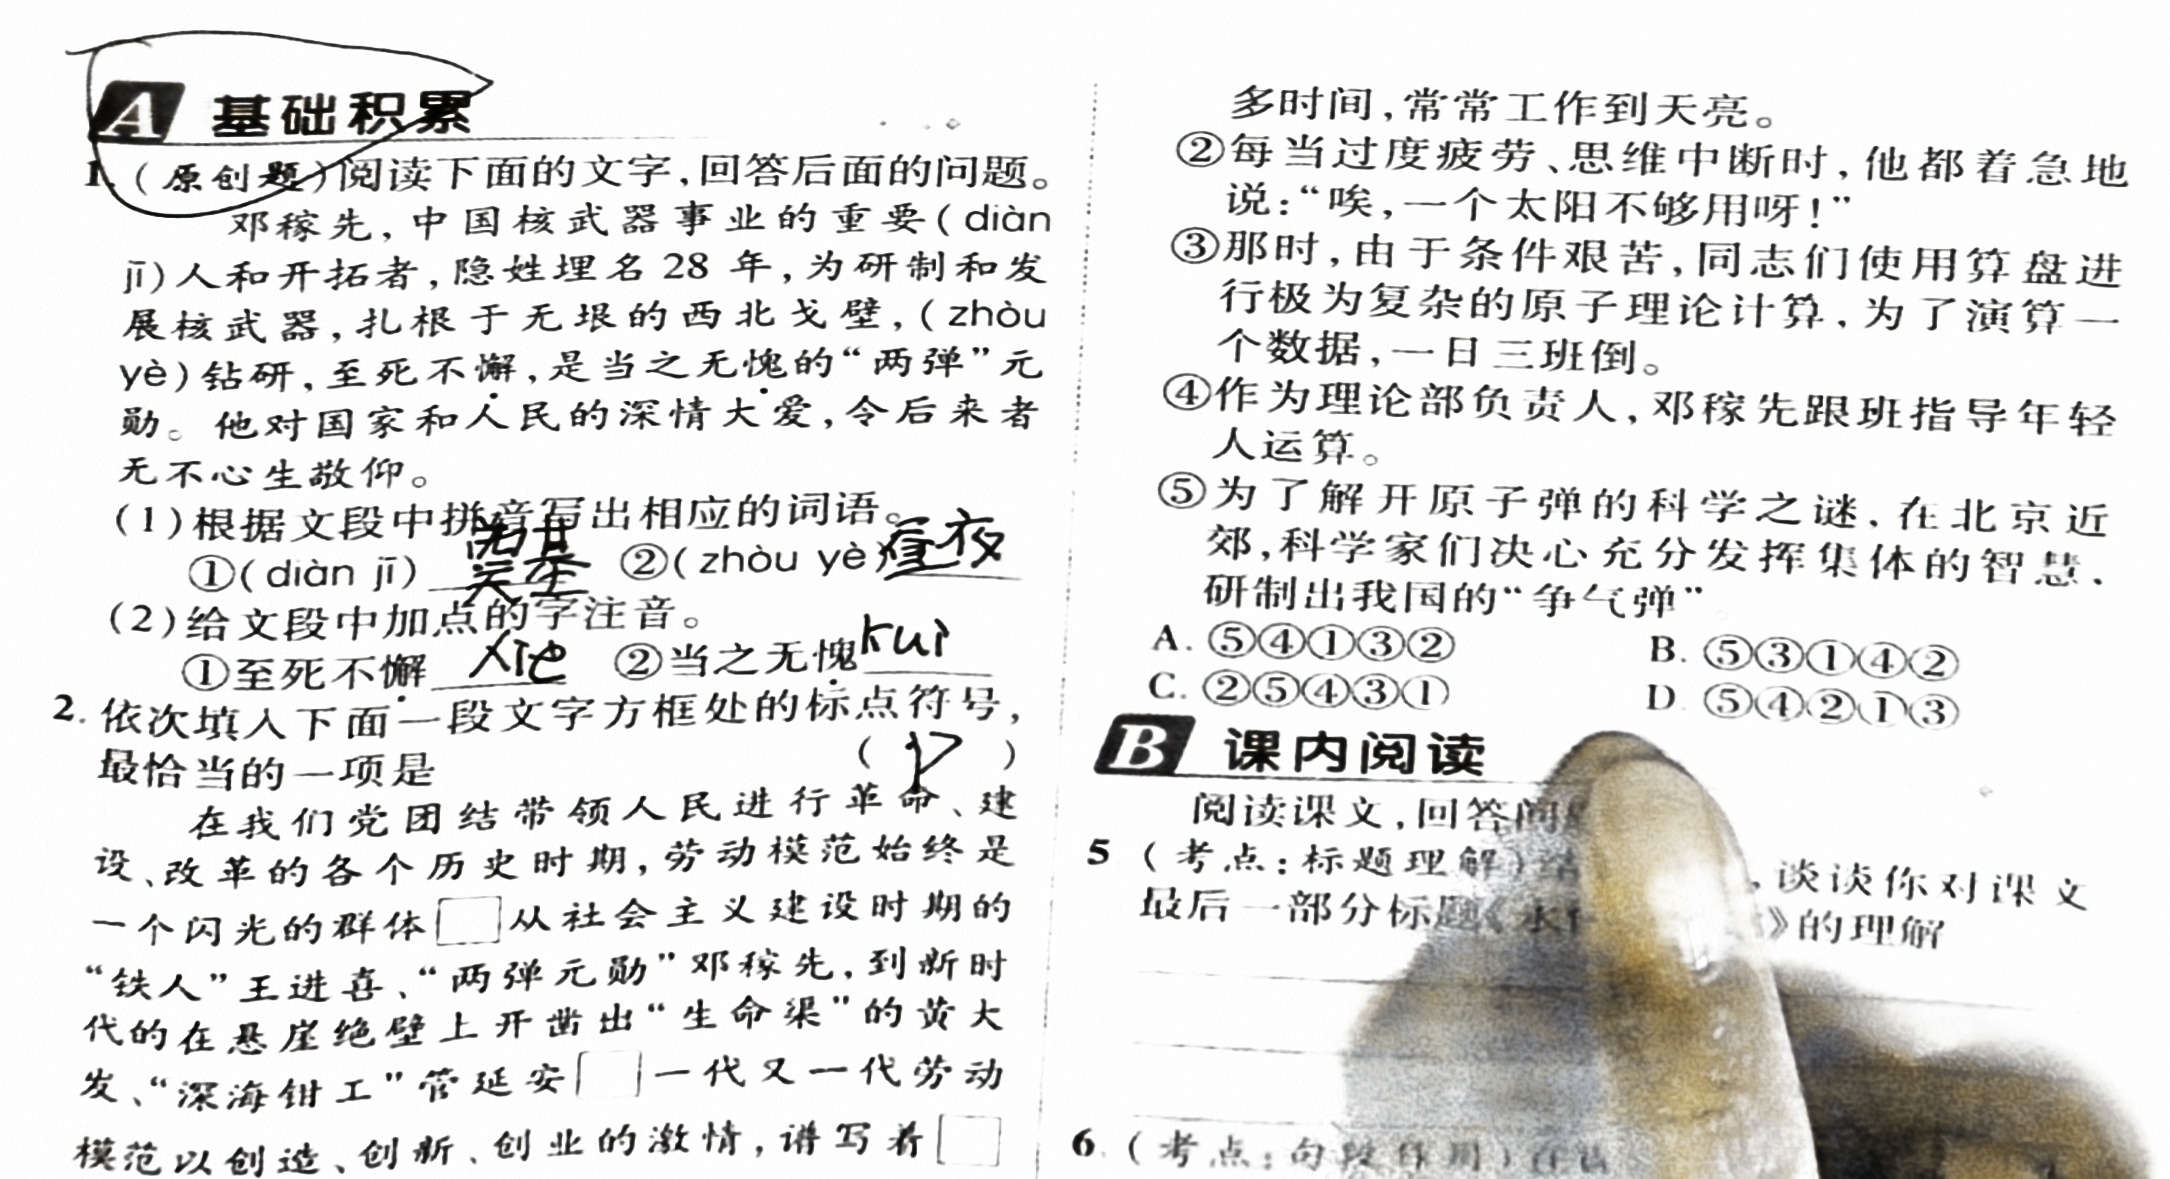 A 基础积累
1.(原创题)阅读下面的文字,回答后面的问题。
邓稼先,中国核武器事业的重要(diàn
jī)人和开拓者,隐姓埋名28年,为研制和发
展核武器,扎根于无垠的西北戈壁,(zhòu
yè)钻研,至死不懈,是当之无愧的“两弹”元
勋。他对国家和人民的深情大爱,令后来者
无不心生敬仰。
(1)根据文段中拼音写出相应的词语。
①(diàn jī) 奠基 ②(zhòu yè) 昼夜
(2)给文段中加点的字注音。
①至死不懈 xie ②当之无愧 kui
2.依次填入下面一段文字方框处的标点符号,
最恰当的一项是 ( )
在我们党团结带领人民进行革命、建
设、改革的各个历史时期,劳动模范始终是
一个闪光的群体□从社会主义建设时期的
“铁人”王进喜、“两弹元勋”邓稼先,到新时
代的在悬崖绝壁上开凿出“生命渠”的黄大
发、“深海钳工”管延安□一代又一代劳动
模范以创造、创新、创业的激情,谱写着□
多时间,常常工作到天亮。
②每当过度疲劳、思维中断时,他都着急地
说:“唉,一个太阳不够用呀!”
③那时,由于条件艰苦,同志们使用算盘进
行极为复杂的原子理论计算,为了演算一
个数据,一日三班倒。
④作为理论部负责人,邓稼先跟班指导年轻
人运算。
⑤为了解开原子弹的科学之谜,在北京近
郊,科学家们决心充分发挥集体的智慧,
研制出我国的“争气弹”
A. ⑤④①③② B. ⑤③①④②
C. ②⑤④③① D. ⑤④②①③
B 课内阅读
阅读课文,回答问
5 (考点:标题理解)结 ,谈谈你对课文
最后一部分标题《永 》的理解
6 (考点:句段作用)在